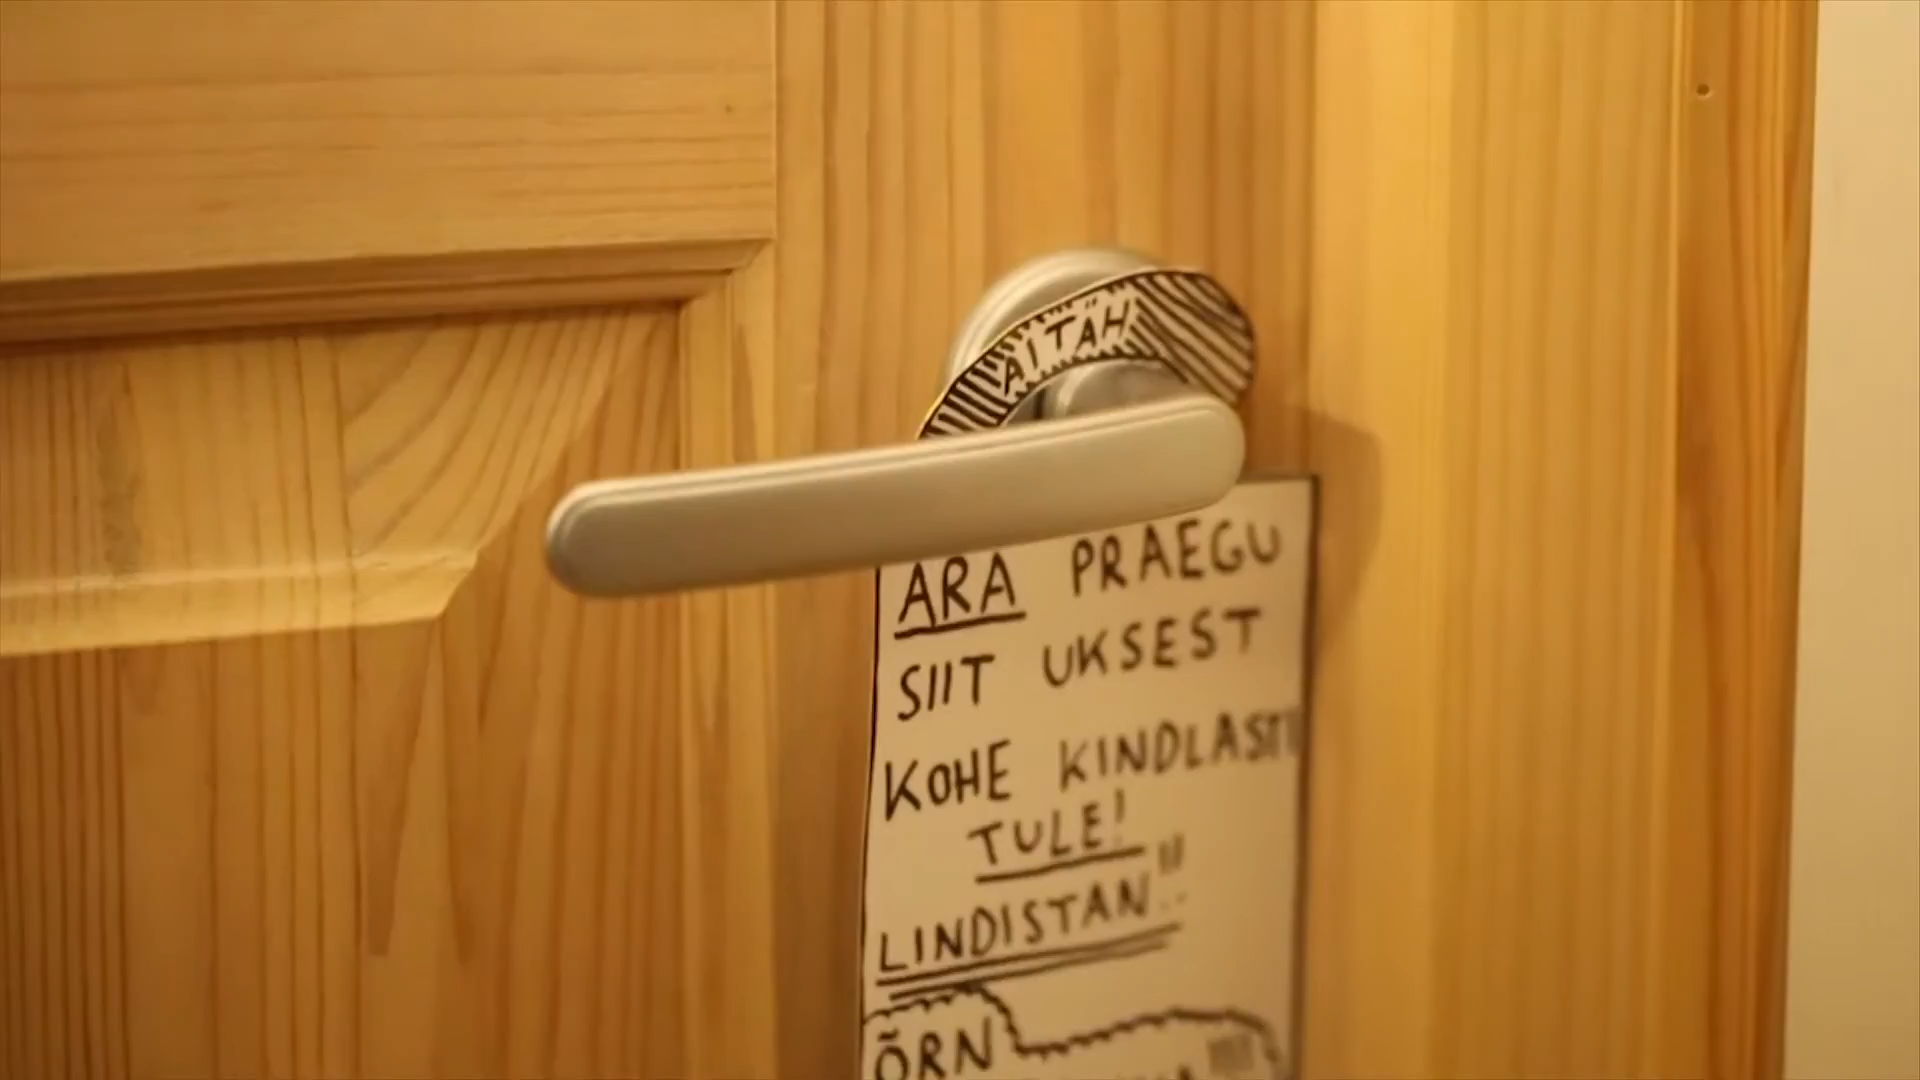 AITÄH
ÄRA PRAEGU
SIIT UKSEST
KOHE KINDLASTI
TULE!
LINDISTAN!!
ÕRN